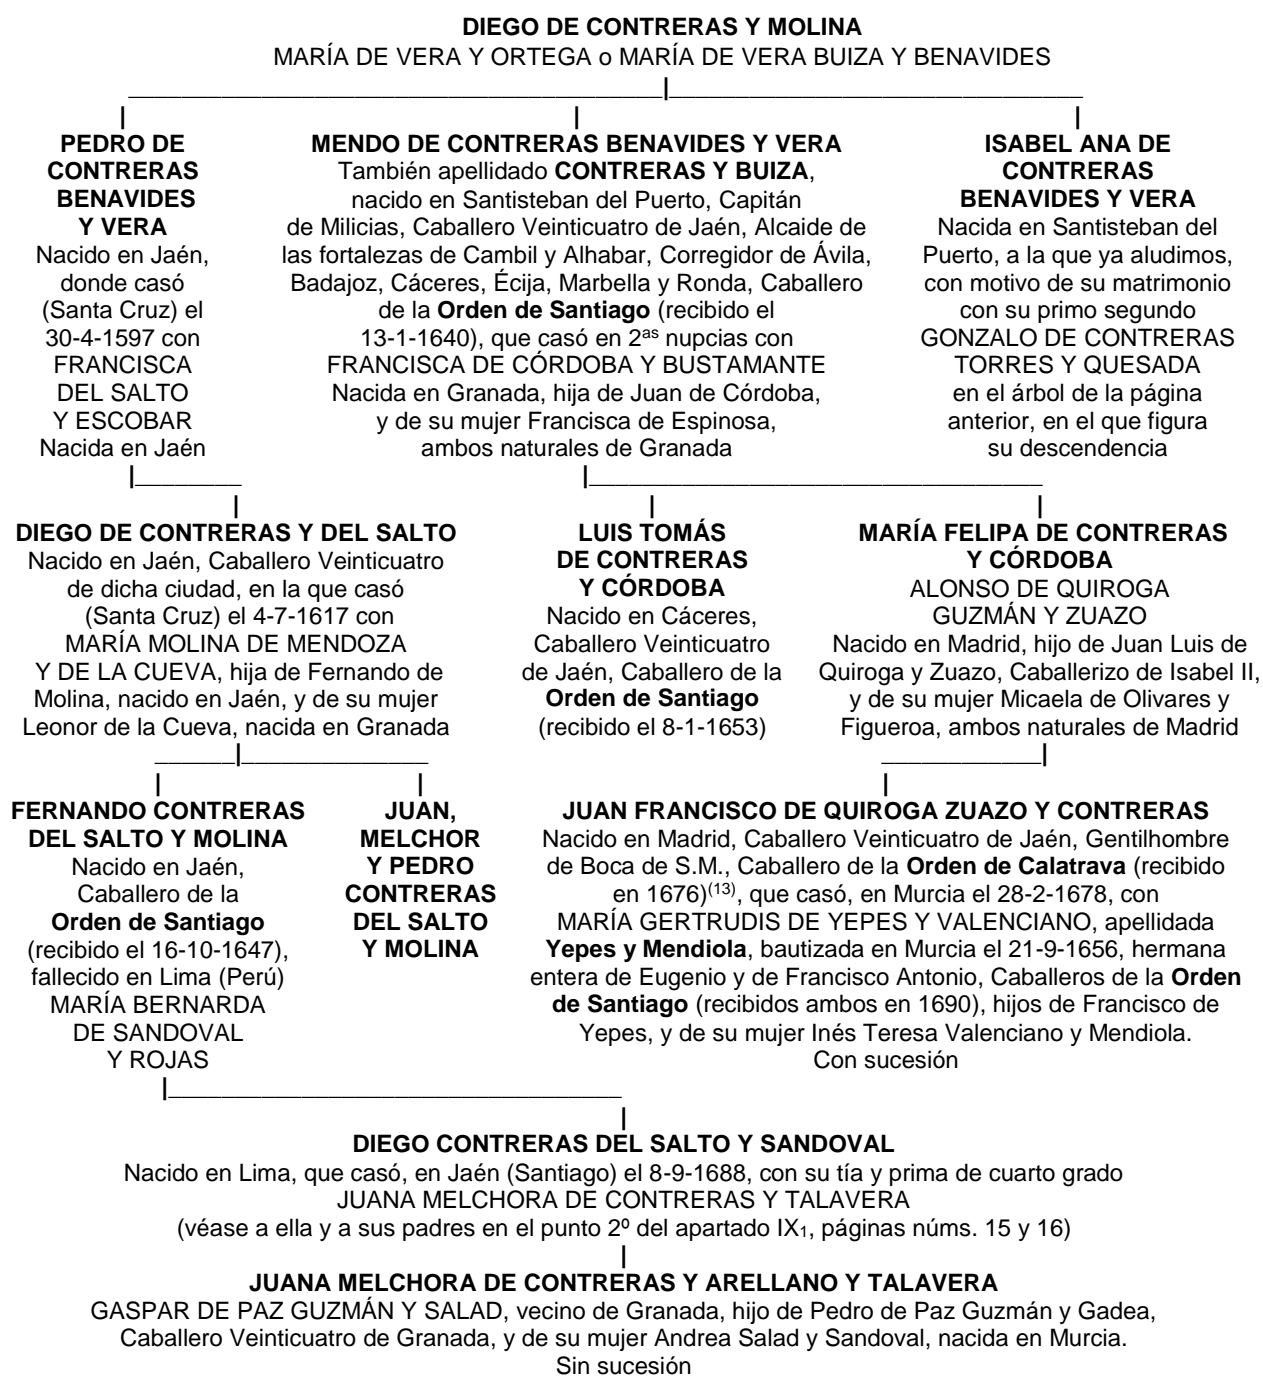 DIEGO DE CONTRERAS Y MOLINA
MARÍA DE VERA Y ORTEGA o MARÍA DE VERA BUIZA Y BENAVIDES
PEDRO DE
CONTRERAS
BENAVIDES
Y VERA
Nacido en Jaén,
donde casó
(Santa Cruz) el
30-4-1597 con
FRANCISCA
DEL SALTO
Y ESCOBAR
Nacida en Jaén
MENDO DE CONTRERAS BENAVIDES Y VERA
También apellidado CONTRERAS Y BUIZA,
nacido en Santisteban del Puerto, Capitán
de Milicias, Caballero Veinticuatro de Jaén, Alcaide de
las fortalezas de Cambil y Alhabar, Corregidor de Ávila,
Badajoz, Cáceres, Écija, Marbella y Ronda, Caballero
de la Orden de Santiago (recibido el
13-1-1640), que casó en 2as nupcias con
FRANCISCA DE CÓRDOBA Y BUSTAMANTE
Nacida en Granada, hija de Juan de Córdoba,
y de su mujer Francisca de Espinosa,
ambos naturales de Granada
ISABEL ANA DE
CONTRERAS
BENAVIDES Y VERA
Nacida en Santisteban del
Puerto, a la que ya aludimos,
con motivo de su matrimonio
con su primo segundo
GONZALO DE CONTRERAS
TORRES Y QUESADA
en el árbol de la página
anterior, en el que figura
su descendencia
DIEGO DE CONTRERAS Y DEL SALTO
Nacido en Jaén, Caballero Veinticuatro
de dicha ciudad, en la que casó
(Santa Cruz) el 4-7-1617 con
MARÍA MOLINA DE MENDOZA
Y DE LA CUEVA, hija de Fernando de
Molina, nacido en Jaén, y de su mujer
Leonor de la Cueva, nacida en Granada
LUIS TOMÁS
DE CONTRERAS
Y CÓRDOBA
Nacido en Cáceres,
Caballero Veinticuatro
de Jaén, Caballero de la
Orden de Santiago
(recibido el 8-1-1653)
MARÍA FELIPA DE CONTRERAS
Y CÓRDOBA
ALONSO DE QUIROGA
GUZMÁN Y ZUAZO
Nacido en Madrid, hijo de Juan Luis de
Quiroga y Zuazo, Caballerizo de Isabel II,
y de su mujer Micaela de Olivares y
Figueroa, ambos naturales de Madrid
FERNANDO CONTRERAS
DEL SALTO Y MOLINA
Nacido en Jaén,
Caballero de la
Orden de Santiago
(recibido el 16-10-1647),
fallecido en Lima (Perú)
MARÍA BERNARDA
DE SANDOVAL
Y ROJAS
JUAN,
MELCHOR
Y PEDRO
CONTRERAS
DEL SALTO
Y MOLINA
JUAN FRANCISCO DE QUIROGA ZUAZO Y CONTRERAS
Nacido en Madrid, Caballero Veinticuatro de Jaén, Gentilhombre
de Boca de S.M., Caballero de la Orden de Calatrava (recibido
en 1676)(13), que casó, en Murcia el 28-2-1678, con
MARÍA GERTRUDIS DE YEPES Y VALENCIANO, apellidada
Yepes y Mendiola, bautizada en Murcia el 21-9-1656, hermana
entera de Eugenio y de Francisco Antonio, Caballeros de la Orden
de Santiago (recibidos ambos en 1690), hijos de Francisco de
Yepes, y de su mujer Inés Teresa Valenciano y Mendiola.
Con sucesión
DIEGO CONTRERAS DEL SALTO Y SANDOVAL
Nacido en Lima, que casó, en Jaén (Santiago) el 8-9-1688, con su tía y prima de cuarto grado
JUANA MELCHORA DE CONTRERAS Y TALAVERA
(véase a ella y a sus padres en el punto 2º del apartado IX1, páginas núms. 15 y 16)
JUANA MELCHORA DE CONTRERAS Y ARELLANO Y TALAVERA
GASPAR DE PAZ GUZMÁN Y SALAD, vecino de Granada, hijo de Pedro de Paz Guzmán y Gadea,
Caballero Veinticuatro de Granada, y de su mujer Andrea Salad y Sandoval, nacida en Murcia.
Sin sucesión